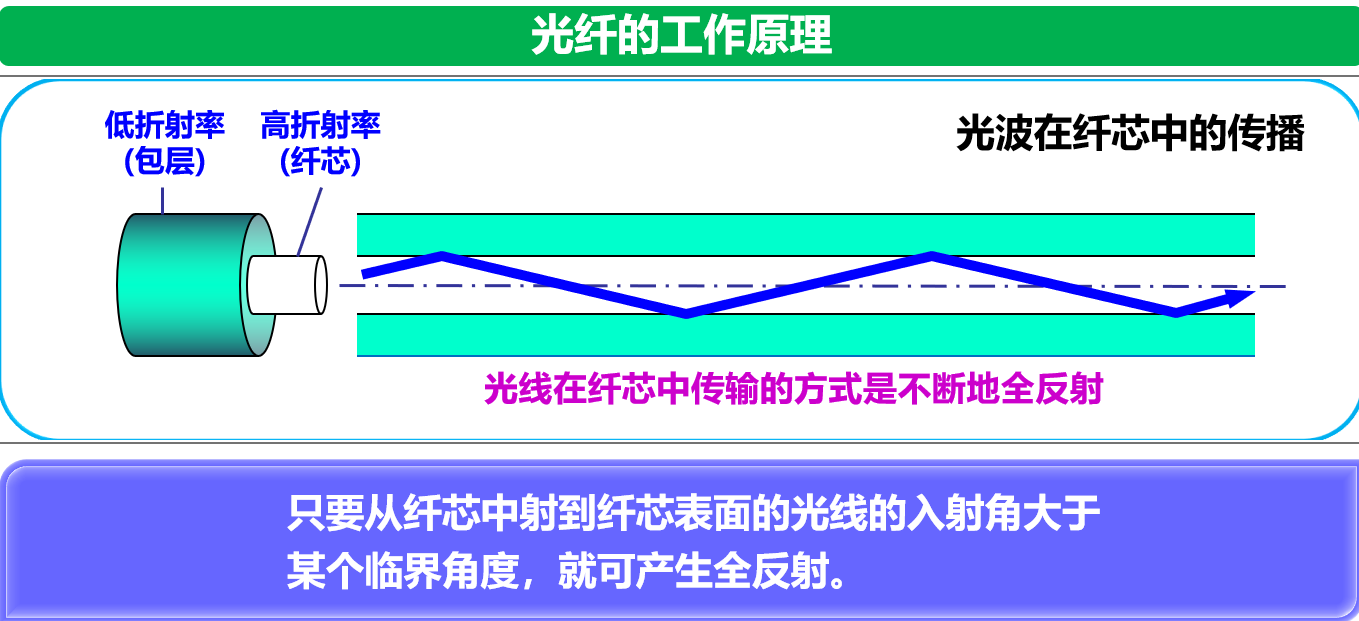 光纤的工作原理
低折射率
(包层)
高折射率
(纤芯)
光波在纤芯中的传播
光线在纤芯中传输的方式是不断地全反射
只要从纤芯中射到纤芯表面的光线的入射角大于
某个临界角度，就可产生全反射。